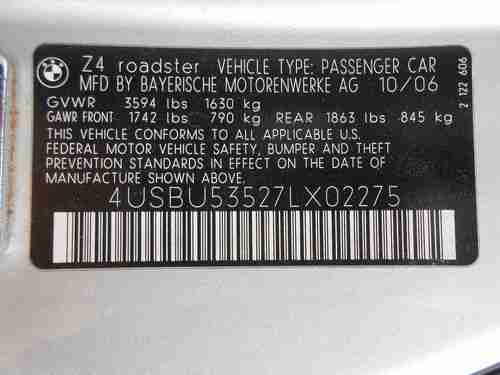 Z4 roadster VEHICLE TYPE: PASSENGER CAR
MFD BY BAYERISCHE MOTORENWERKE AG 10/06
GVWR 3594 lbs 1630 kg
GAWR FRONT 1742 lbs 790 kg REAR 1863 lbs 845 kg
THIS VEHICLE CONFORMS TO ALL APPLICABLE U.S.
FEDERAL MOTOR VEHICLE SAFETY, BUMPER AND THEFT
PREVENTION STANDARDS IN EFFECT ON THE DATE OF
MANUFACTURE SHOWN ABOVE.
4USBU53527LX02275
2 122 606